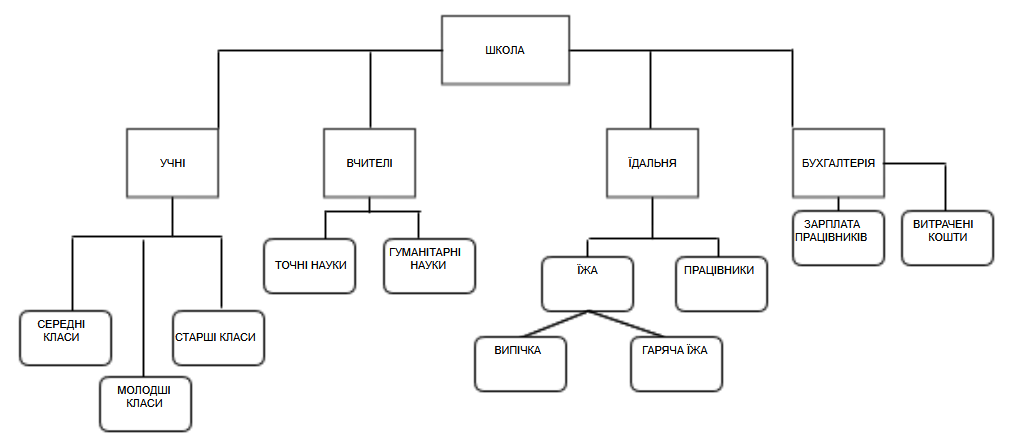 ШКОЛА
УЧНІ
ВЧИТЕЛІ
ЇДАЛЬНЯ
БУХГАЛТЕРІЯ
ЗАРПЛАТА
ПРАЦІВНИКІВ
ВИТРАЧЕНІ
КОШТИ
ТОЧНІ НАУКИ
ГУМАНІТАРНІ
НАУКИ
ЇЖА
ПРАЦІВНИКИ
СЕРЕДНІ
КЛАСИ
СТАРШІ КЛАСИ
ВИПІЧКА
ГАРЯЧА ЇЖА
МОЛОДШІ
КЛАСИ